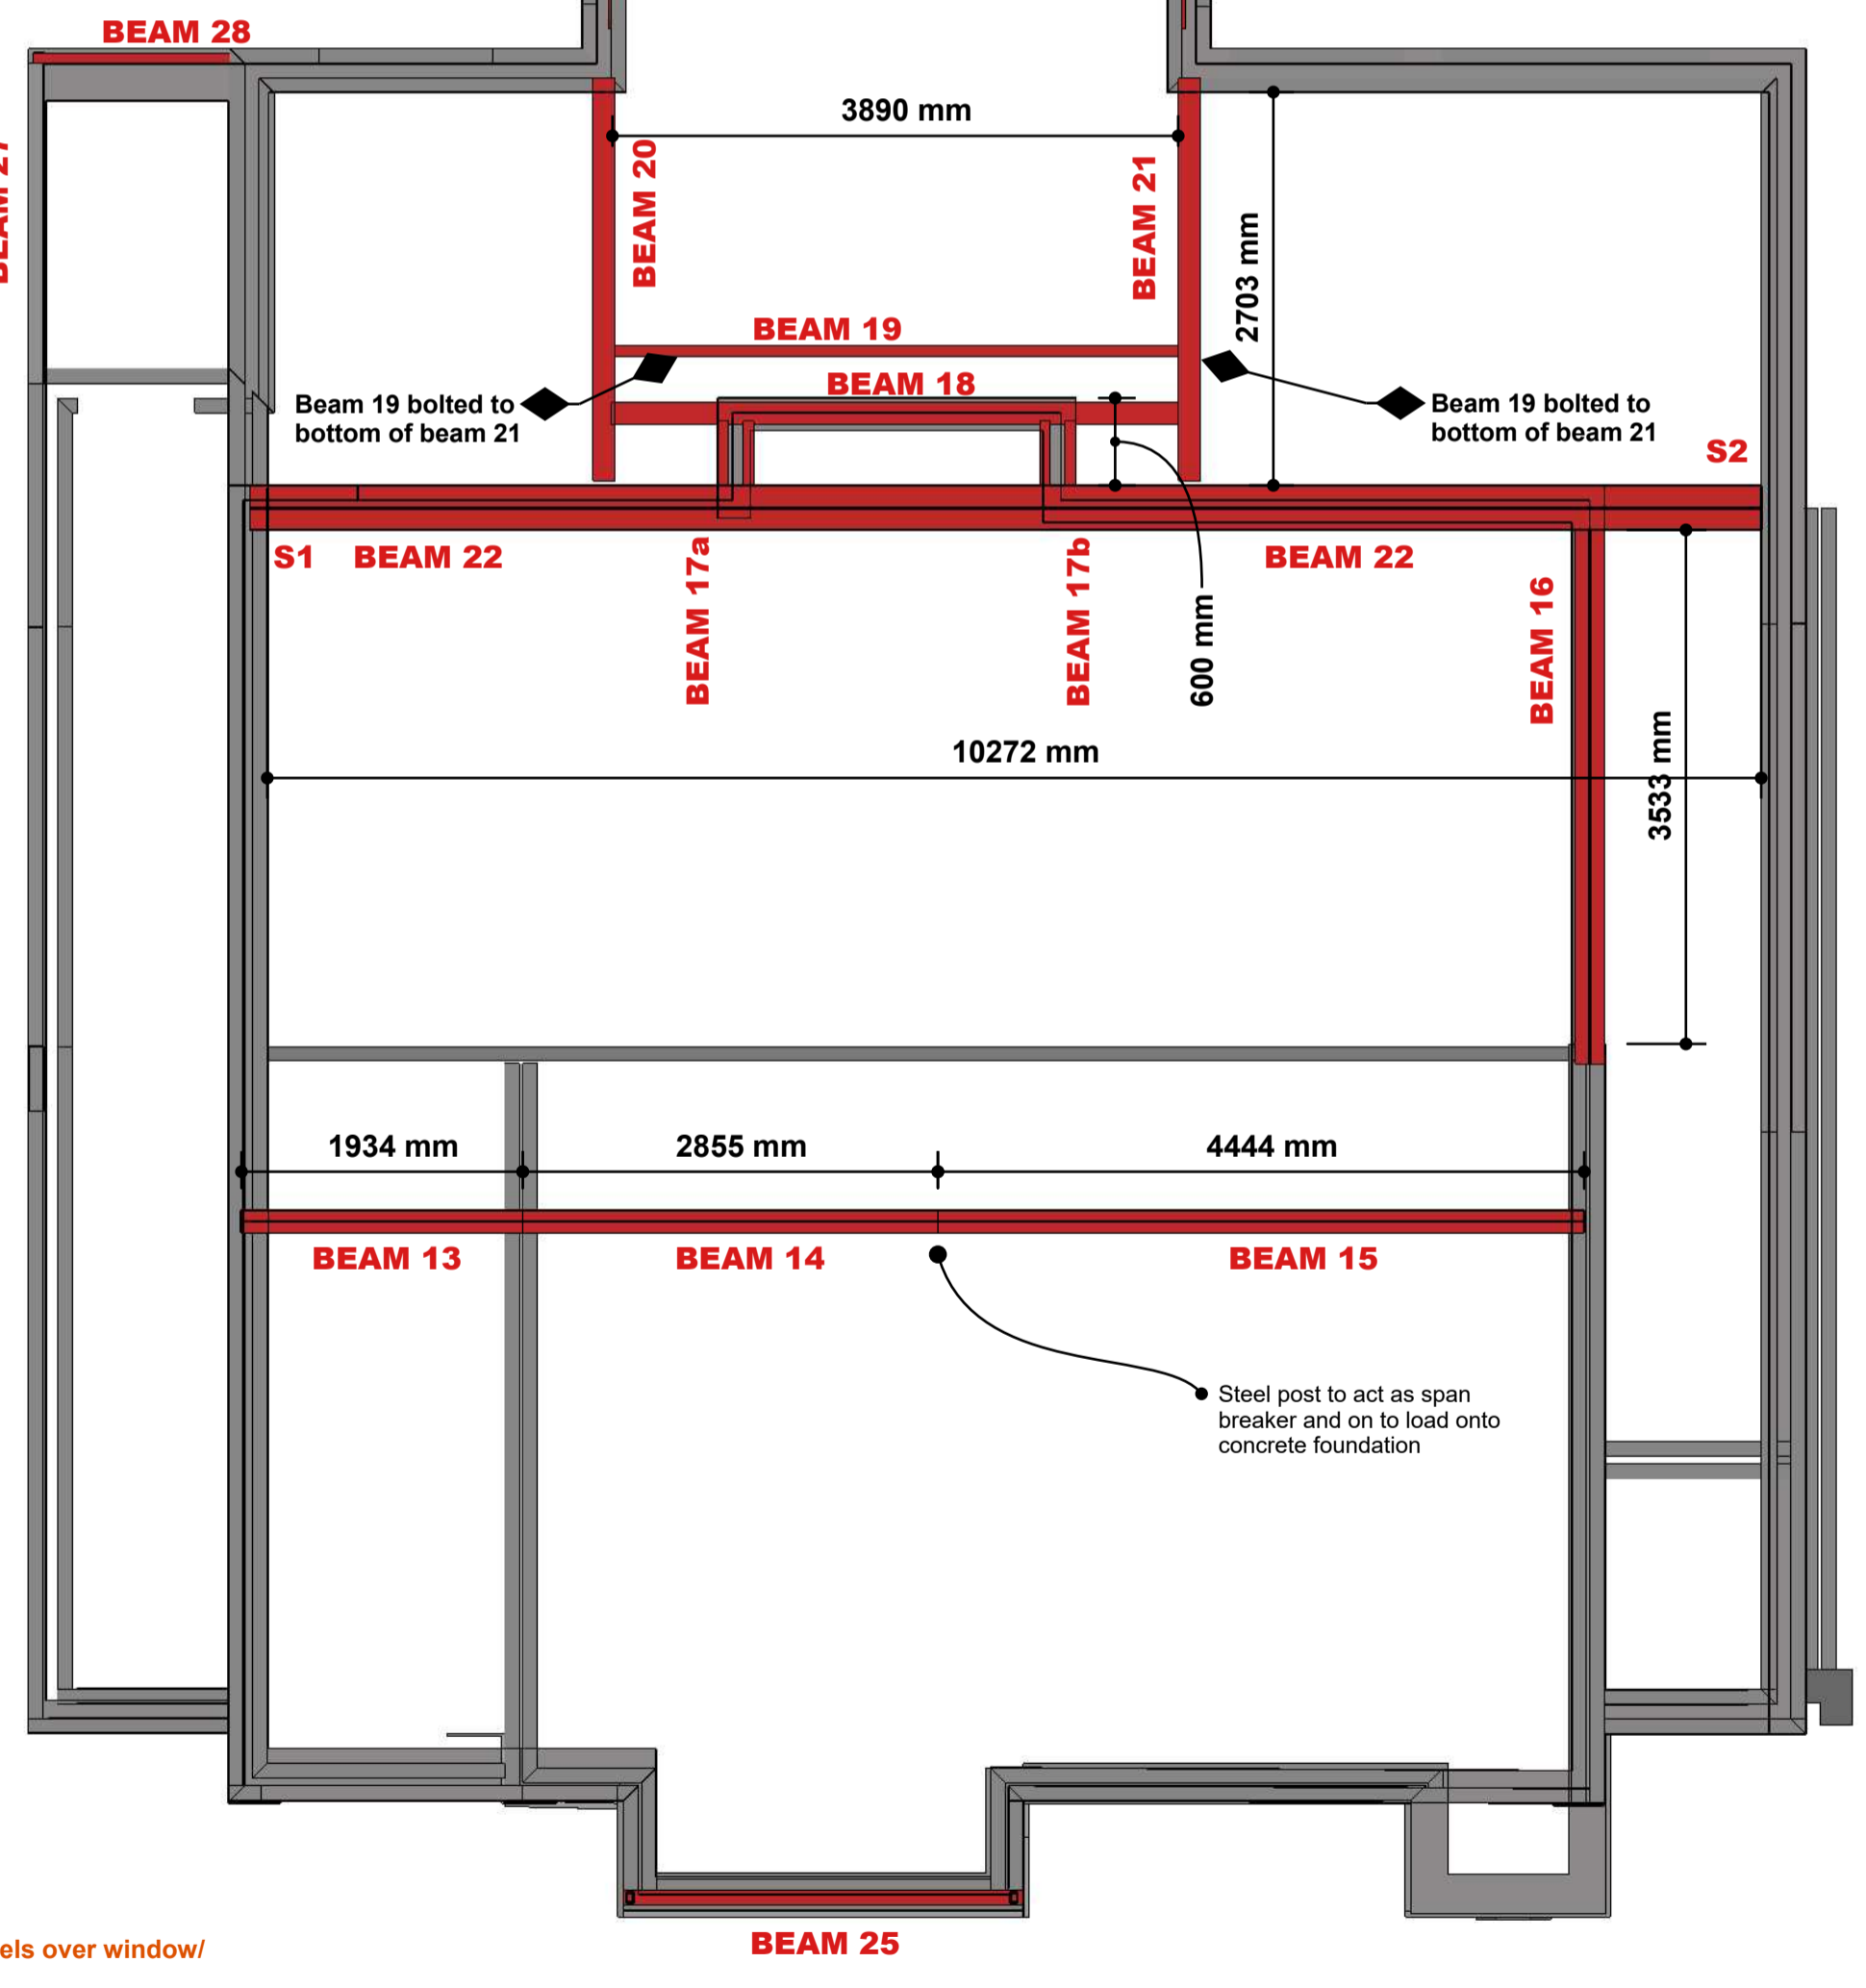 BEAM 28
3890 mm
BEAM 20
BEAM 21
2703 mm
BEAM 19
BEAM 18
Beam 19 bolted to
bottom of beam 21
Beam 19 bolted to
bottom of beam 21
S2
S1
BEAM 22
BEAM 22
BEAM 17a
BEAM 17b
600 mm
BEAM 16
10272 mm
3533 mm
1934 mm
2855 mm
4444 mm
BEAM 13
BEAM 14
BEAM 15
Steel post to act as span
breaker and on to load onto
concrete foundation
BEAM 25
els over window/